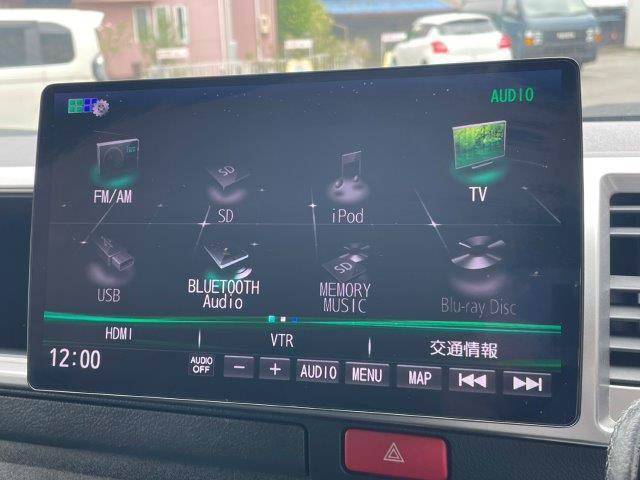 AUDIO
FM/AM
SD
iPod
TV
USB
BLUETOOTH
Audio
SD
MEMORY
MUSIC
Blu-ray Disc
HDMI
VTR
交通情報
12:00
AUDIO
OFF
－
＋
AUDIO
MENU
MAP